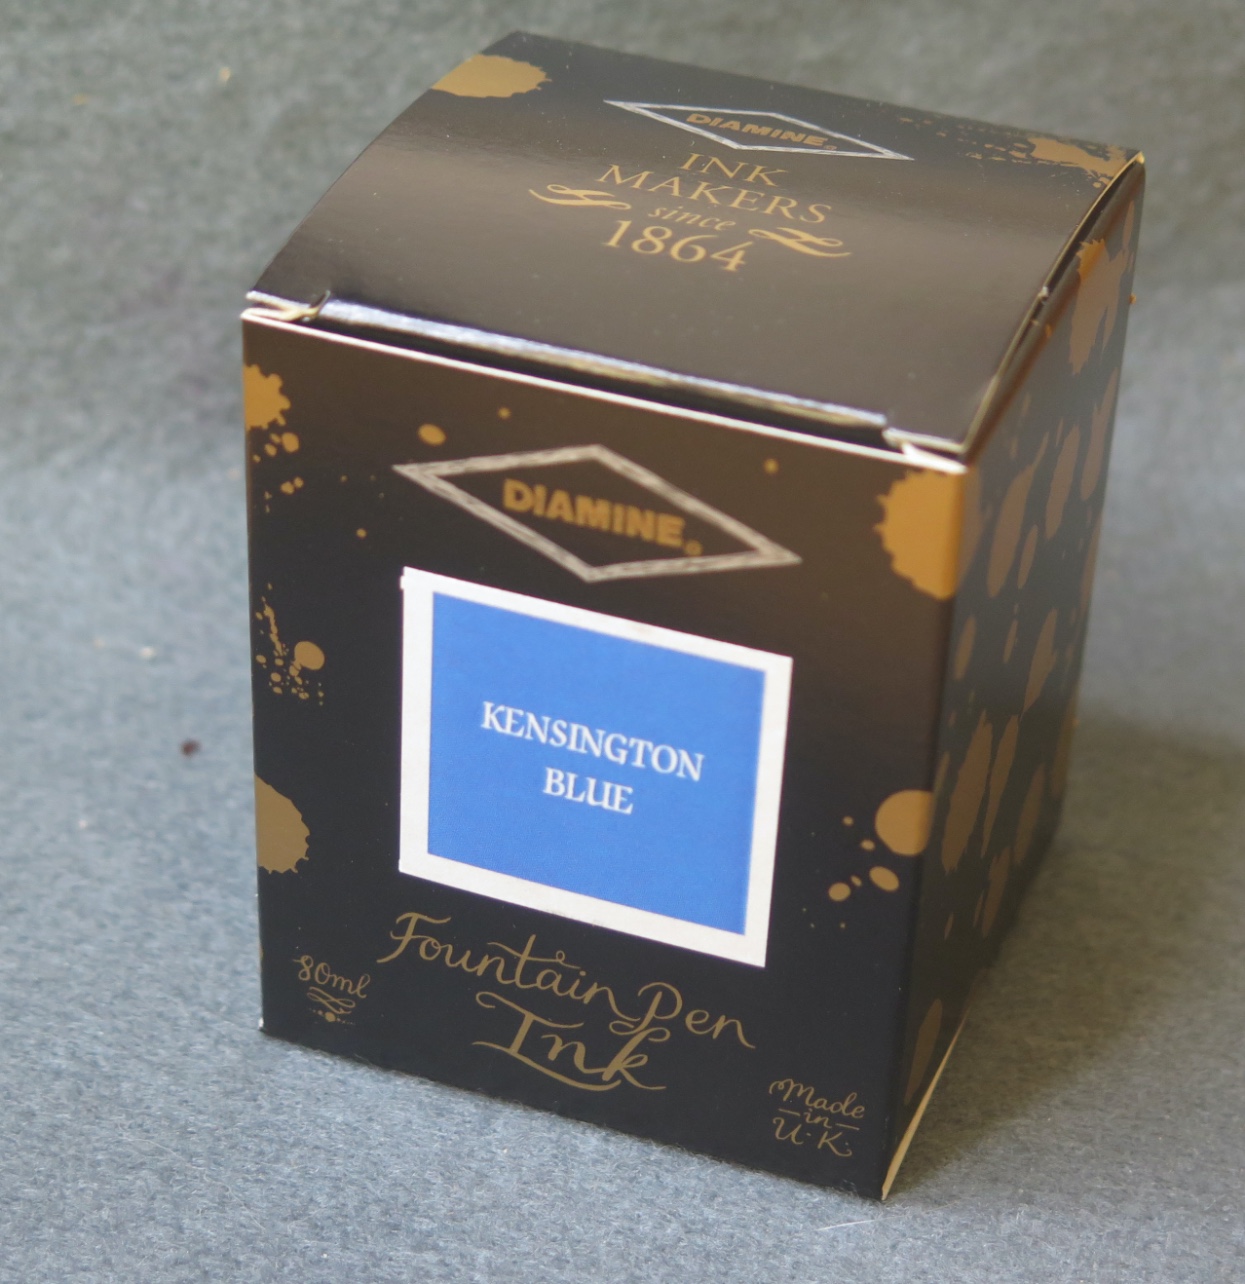 DIAMINE®
INK
MAKERS
since
1864
DIAMINE®
KENSINGTON
BLUE
Fountain Pen
Ink
80ml
Made
in
U·K·